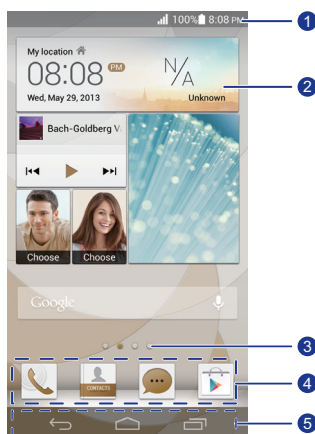 100% 8:08 PM
1
My location
08:08 PM
N/A
Wed, May 29, 2013
Unknown
2
Bach-Goldberg V
Choose
Choose
Google
3
CONTACTS
4
5